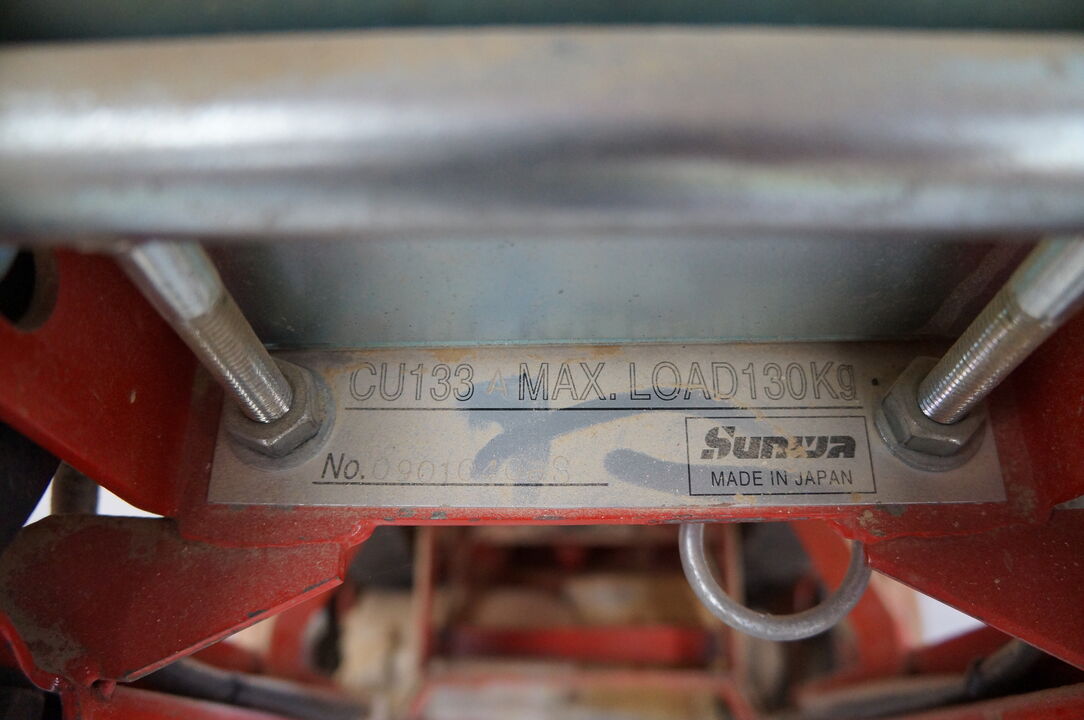 CU133 A MAX. LOAD130Kg
No.
Sunwa
MADE IN JAPAN